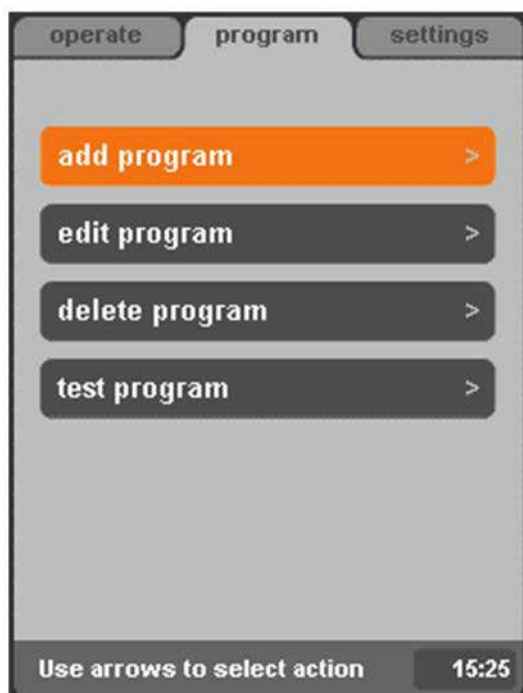 operate program settings
add program >
edit program >
delete program >
test program >
Use arrows to select action 15:25